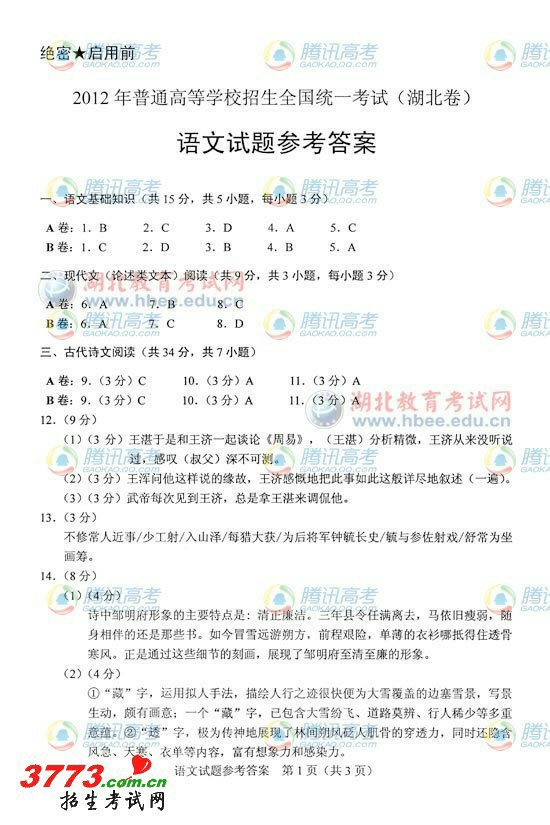 绝密★启用前
2012年普通高等学校招生全国统一考试（湖北卷）
语文试题参考答案
一、语文基础知识（共15分，共5小题，每小题3分）
A卷：1．B 2．C 3．D 4．A 5．C
B卷：1．C 2．D 3．B 4．B 5．A
二、现代文（论述类文本）阅读（共9分，共3小题，每小题3分）
A卷：6．A 7．B 8．C
B卷：6．A 7．C 8．D
三、古代诗文阅读（共34分，共7小题）
A卷：9．（3分）C 10．（3分）A 11．（3分）A
B卷：9．（3分）C 10．（3分）A 11．（3分）A
12．（9分）
（1）（3分）王湛于是和王济一起谈论《周易》，（王湛）分析精微，王济从来没听说
过，感叹（叔父）深不可测。
（2）（3分）王浑问他这样说的缘故，王济感慨地把此事如此这般详尽地叙述（一遍）。
（3）（3分）武帝每次见到王济，总是拿王湛来调侃他。
13．（3分）
不修常人近事/少工射/入山泽/每猎大获/为后将军钟毓长史/毓与参佐射戏/舒常为坐
画筹。
14．（8分）
（1）（4分）
诗中邹明府形象的主要特点是：清正廉洁。三年县令任满离去，马依旧瘦弱，随
身相伴的还是那些书。如今冒雪远游朔方，前程艰险，单薄的衣衫哪抵得住透骨
寒风。正是通过这些细节的刻画，展现了邹明府至清至廉的形象。
（2）（4分）
①“藏”字，运用拟人手法，描绘人行之迹很快便为大雪覆盖的边塞雪景，写景
生动，颇有画意；一个“藏”字，已包含大雪纷飞、道路莫辨、行人稀少等多重
意蕴。②“透”字，极为传神地展现了林间朔风砭人肌骨的穿透力，同时还隐含
风急、天寒、衣单等内容，富有想象力和感染力。
语文试题参考答案 第1页（共3页）
3773.com.cn
招生考试网
腾讯高考
GAOKAO.QQ.COM
湖北教育考试网
www.hbee.edu.cn